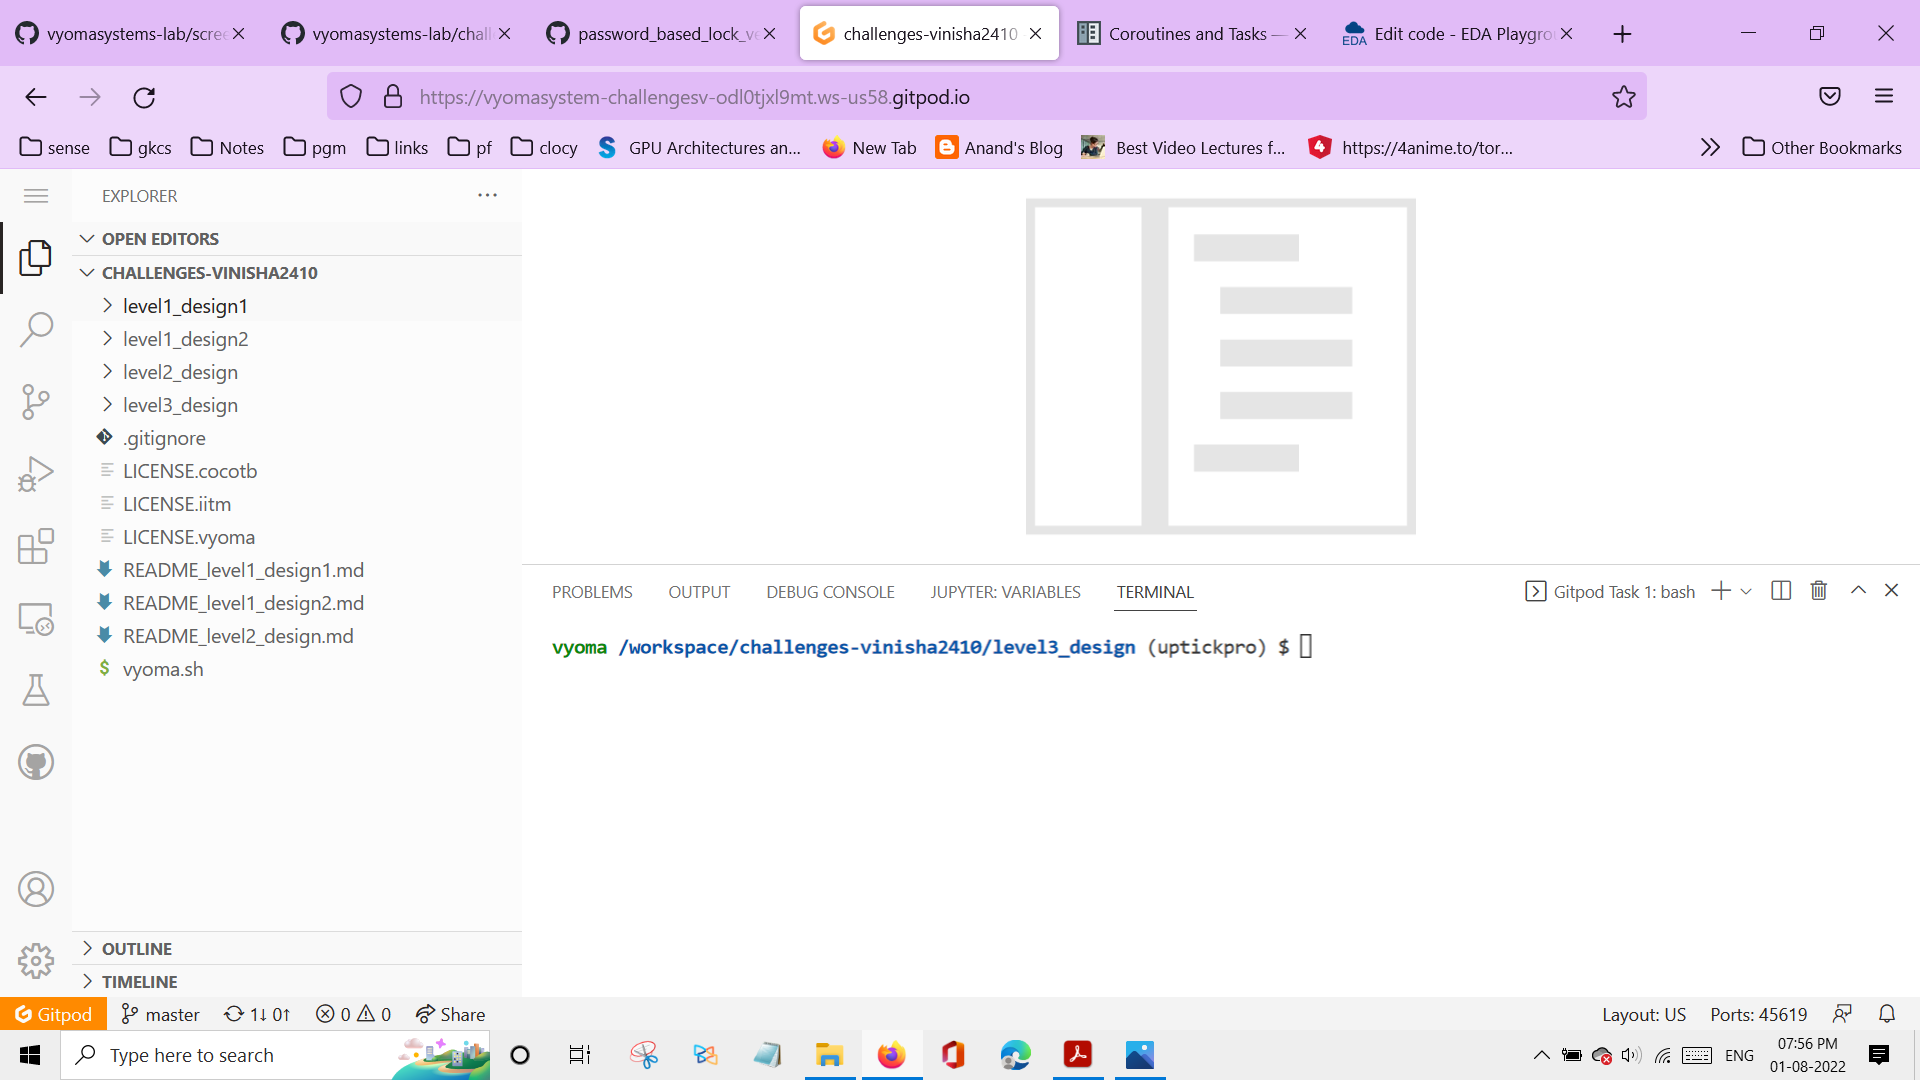 vyomasystems-lab/scree
vyomasystems-lab/chall
password_based_lock_ve
challenges-vinisha2410
Coroutines and Tasks —
EDA Edit code - EDA Playgrou
https://vyomasystem-challengesv-odl0tjxl9mt.ws-us58.gitpod.io
sense gkcs Notes pgm links pf clocy GPU Architectures an... New Tab Anand's Blog Best Video Lectures f... https://4anime.to/tor... Other Bookmarks
EXPLORER
OPEN EDITORS
CHALLENGES-VINISHA2410
level1_design1
level1_design2
level2_design
level3_design
.gitignore
LICENSE.cocotb
LICENSE.iitm
LICENSE.vyoma
README_level1_design1.md
README_level1_design2.md
README_level2_design.md
$ vyoma.sh
OUTLINE
TIMELINE
PROBLEMS OUTPUT DEBUG CONSOLE JUPYTER: VARIABLES TERMINAL Gitpod Task 1: bash
vyoma /workspace/challenges-vinisha2410/level3_design (uptickpro) $
Gitpod master 1↓ 0↑ 0 0 Share Layout: US Ports: 45619
Type here to search
ENG
07:56 PM
01-08-2022